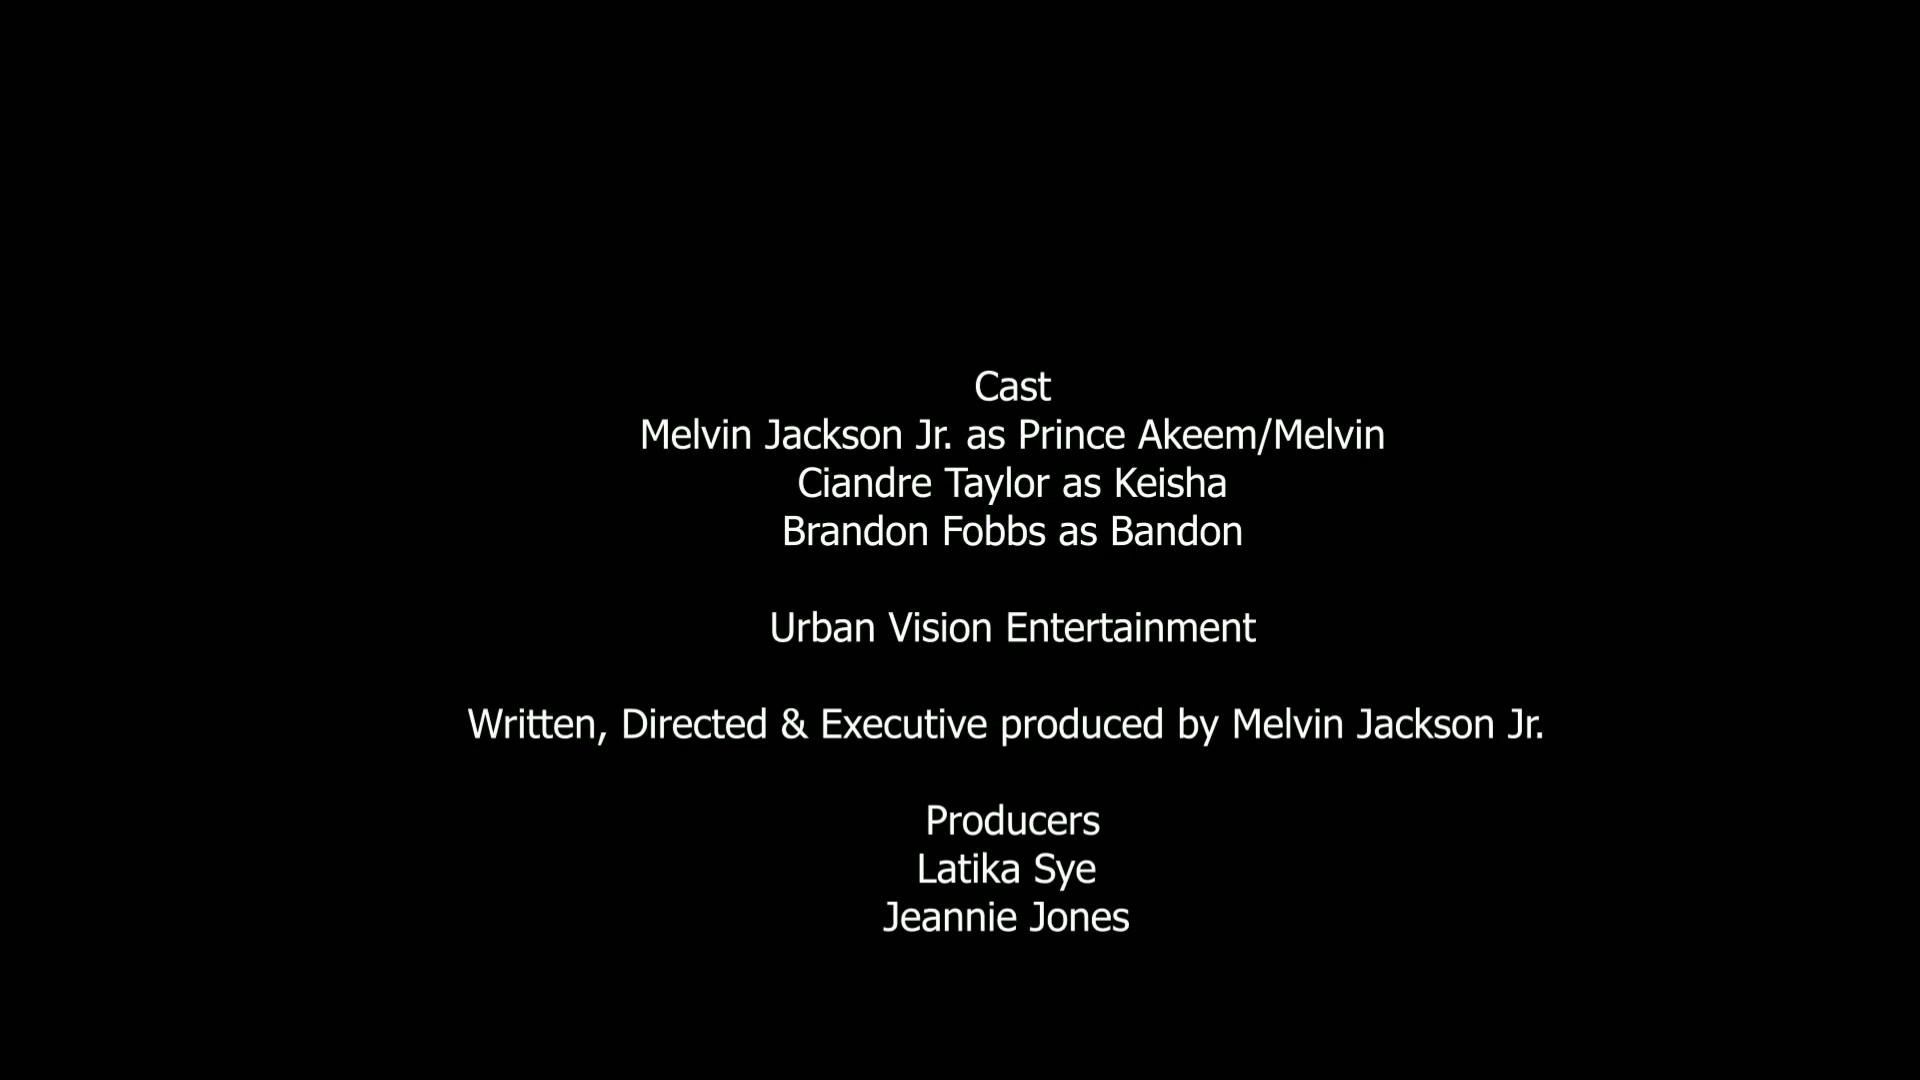 Cast
Melvin Jackson Jr. as Prince Akeem/Melvin
Ciandre Taylor as Keisha
Brandon Fobbs as Bandon
Urban Vision Entertainment
Written, Directed & Executive produced by Melvin Jackson Jr.
Producers
Latika Sye
Jeannie Jones